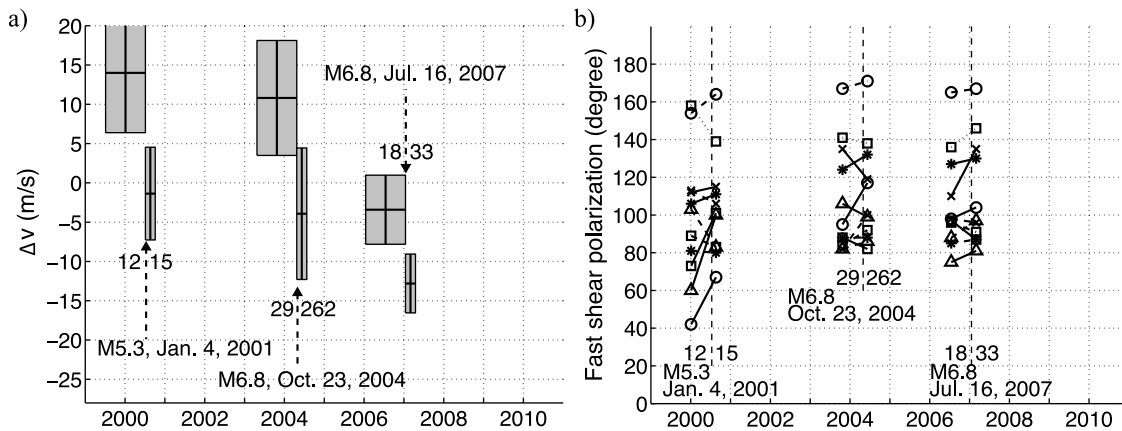 a)
20
15
10
5
0
−5
−10
−15
−20
−25
Δv (m/s)
M6.8, Jul. 16, 2007
18 33
12 15
29 262
M5.3, Jan. 4, 2001
M6.8, Oct. 23, 2004
2000 2002 2004 2006 2008 2010
b)
180
160
140
120
100
80
60
40
20
0
Fast shear polarization (degree)
29 262
M6.8
Oct. 23, 2004
12 15
M5.3
Jan. 4, 2001
18 33
M6.8
Jul. 16, 2007
2000 2002 2004 2006 2008 2010